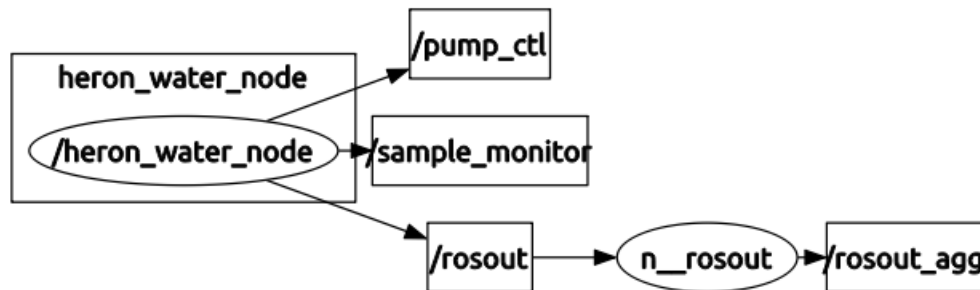 /pump_ctl
heron_water_node
/heron_water_node
/sample_monitor
/rosout
n__rosout
/rosout_agg